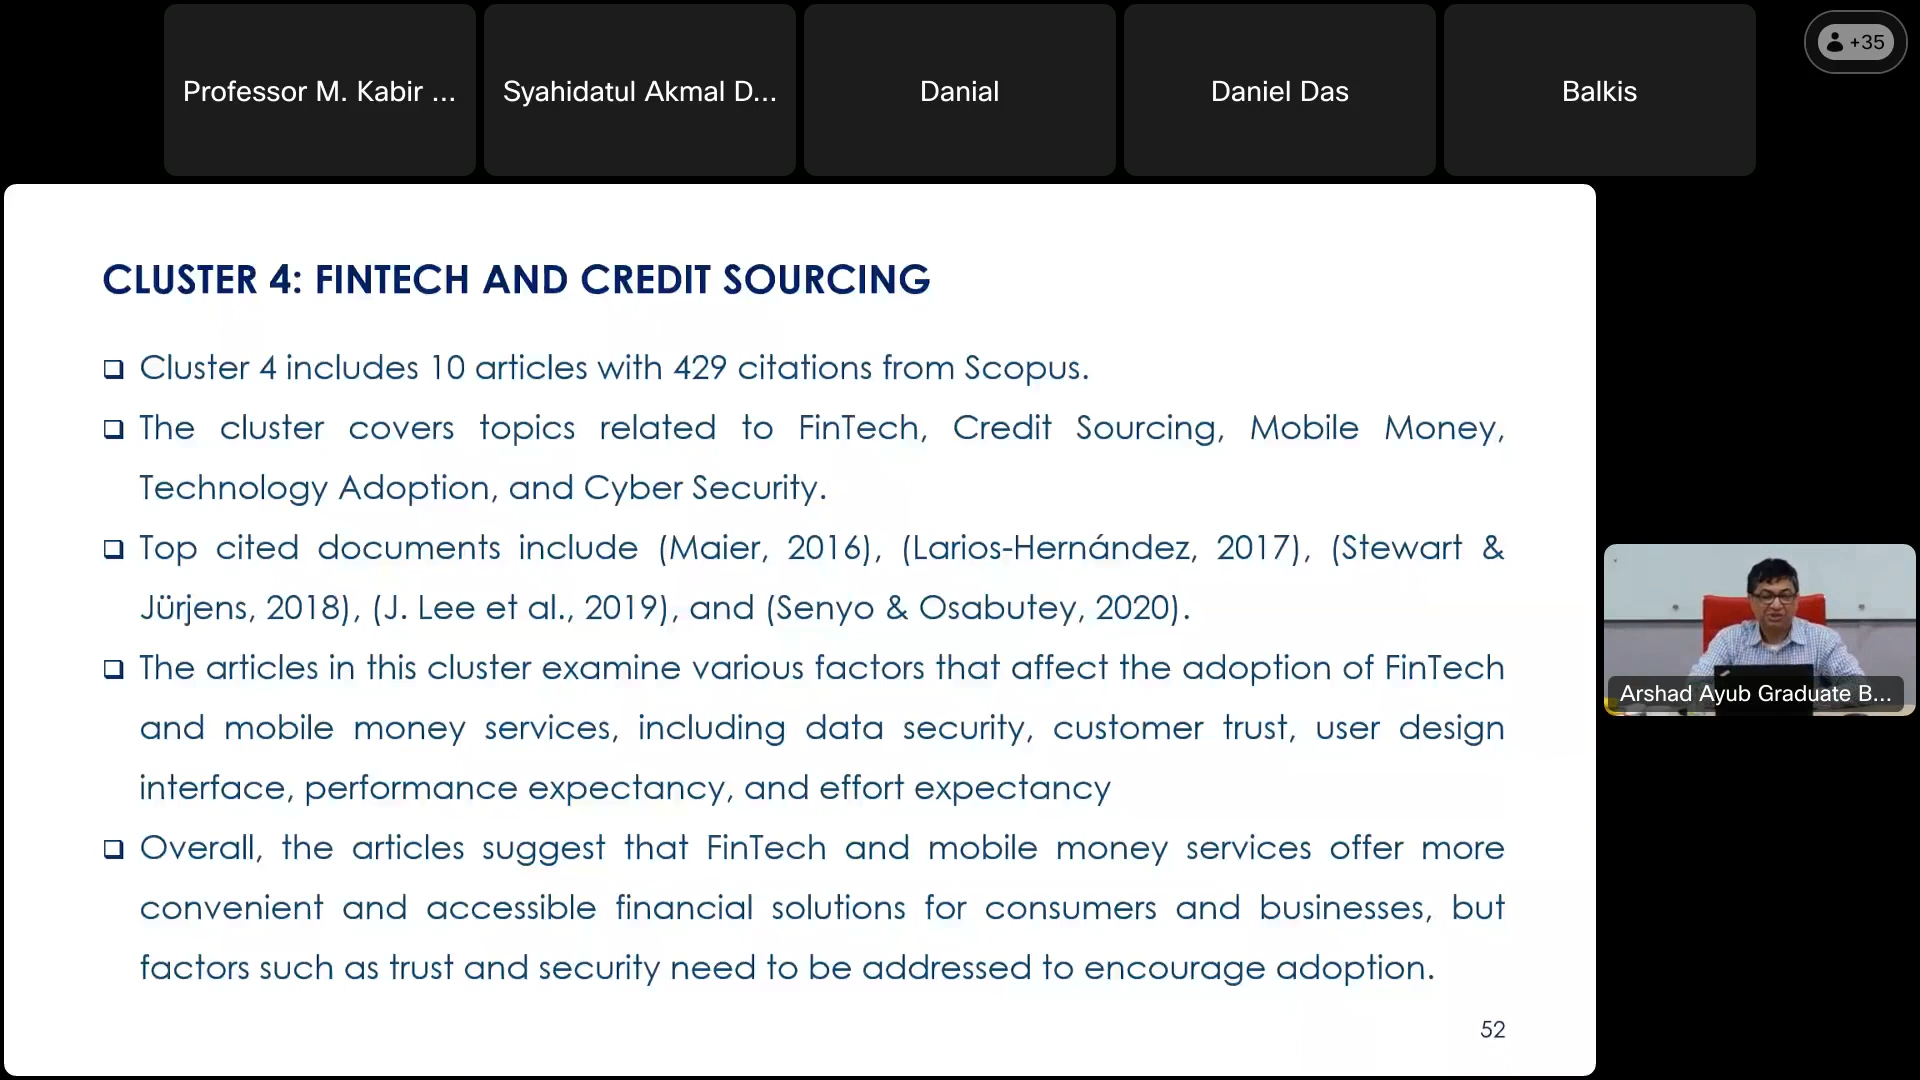 Professor M. Kabir ...
Syahidatul Akmal D...
Danial
Daniel Das
Balkis
+35
CLUSTER 4: FINTECH AND CREDIT SOURCING
Cluster 4 includes 10 articles with 429 citations from Scopus.
The cluster covers topics related to FinTech, Credit Sourcing, Mobile Money,
Technology Adoption, and Cyber Security.
Top cited documents include (Maier, 2016), (Larios-Hernández, 2017), (Stewart &
Jürjens, 2018), (J. Lee et al., 2019), and (Senyo & Osabutey, 2020).
The articles in this cluster examine various factors that affect the adoption of FinTech
and mobile money services, including data security, customer trust, user design
interface, performance expectancy, and effort expectancy
Overall, the articles suggest that FinTech and mobile money services offer more
convenient and accessible financial solutions for consumers and businesses, but
factors such as trust and security need to be addressed to encourage adoption.
52
Arshad Ayub Graduate B...